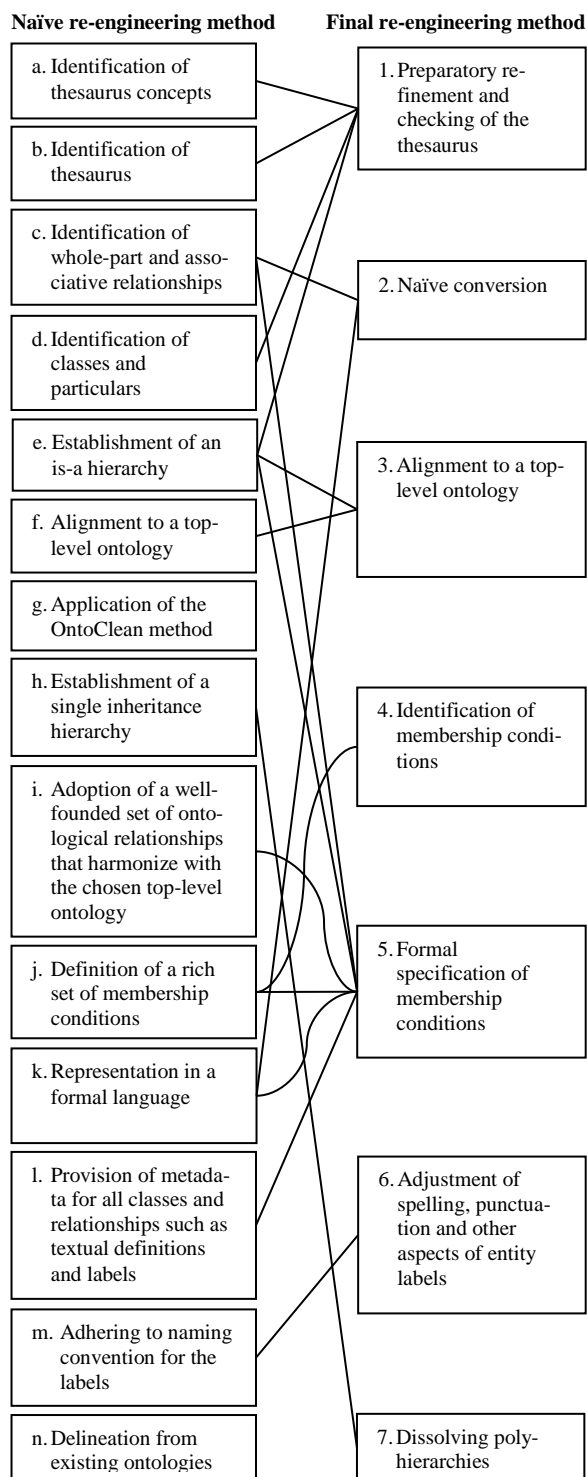 Naïve re-engineering method
a. Identification of
thesaurus concepts
b. Identification of
thesaurus
c. Identification of
whole-part and asso-
ciative relationships
d. Identification of
classes and
particulars
e. Establishment of an
is-a hierarchy
f. Alignment to a top-
level ontology
g. Application of the
OntoClean method
h. Establishment of a
single inheritance
hierarchy
i. Adoption of a well-
founded set of onto-
logical relationships
that harmonize with
the chosen top-level
ontology
j. Definition of a rich
set of membership
conditions
k. Representation in a
formal language
l. Provision of metada-
ta for all classes and
relationships such as
textual definitions
and labels
m. Adhering to naming
convention for the
labels
n. Delineation from
existing ontologies
Final re-engineering method
1. Preparatory re-
finement and
checking of the
thesaurus
2. Naïve conversion
3. Alignment to a top-
level ontology
4. Identification of
membership condi-
tions
5. Formal
specification of
membership
conditions
6. Adjustment of
spelling, punctua-
tion and other
aspects of entity
labels
7. Dissolving poly-
hierarchies